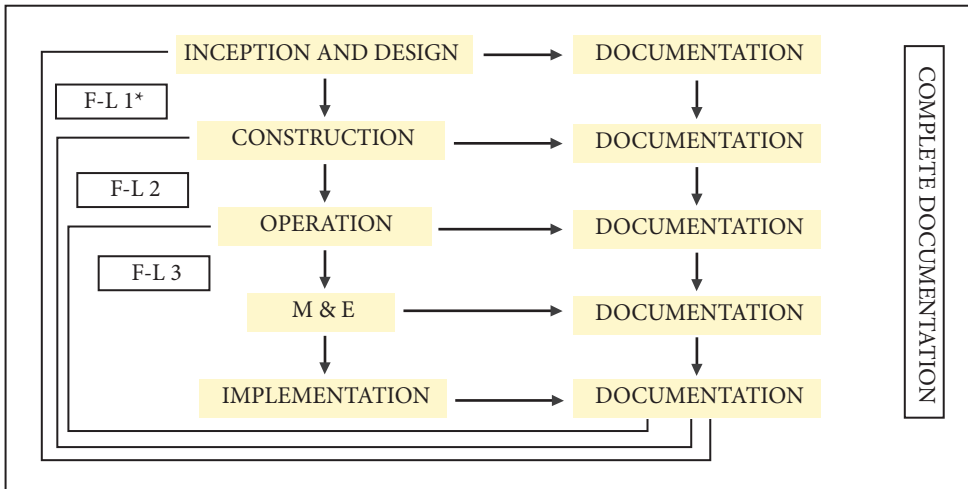 INCEPTION AND DESIGN
DOCUMENTATION
F-L 1*
CONSTRUCTION
DOCUMENTATION
F-L 2
OPERATION
DOCUMENTATION
F-L 3
M & E
DOCUMENTATION
IMPLEMENTATION
DOCUMENTATION
COMPLETE DOCUMENTATION